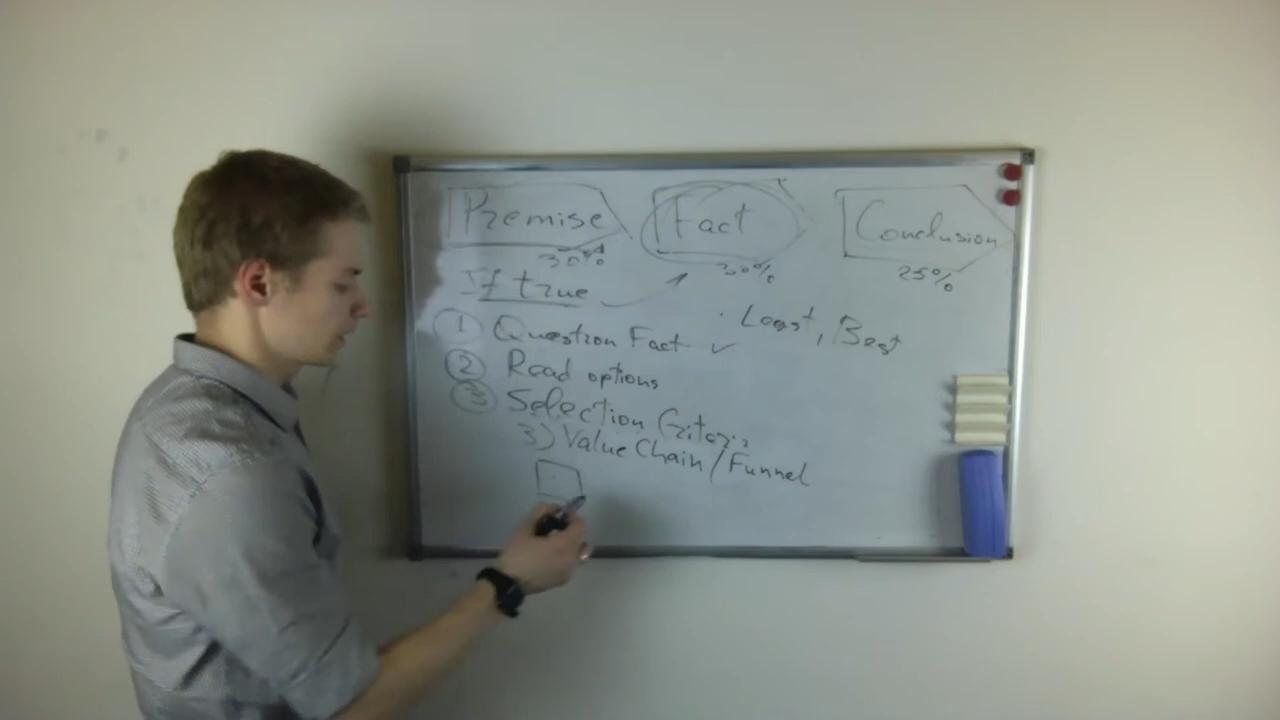 Premise Fact Conclusion
30% 30% 25%
If true
Least, Best
1 Question Fact ✓
2 Read options
3 Selection Criteria
3) Value Chain / Funnel